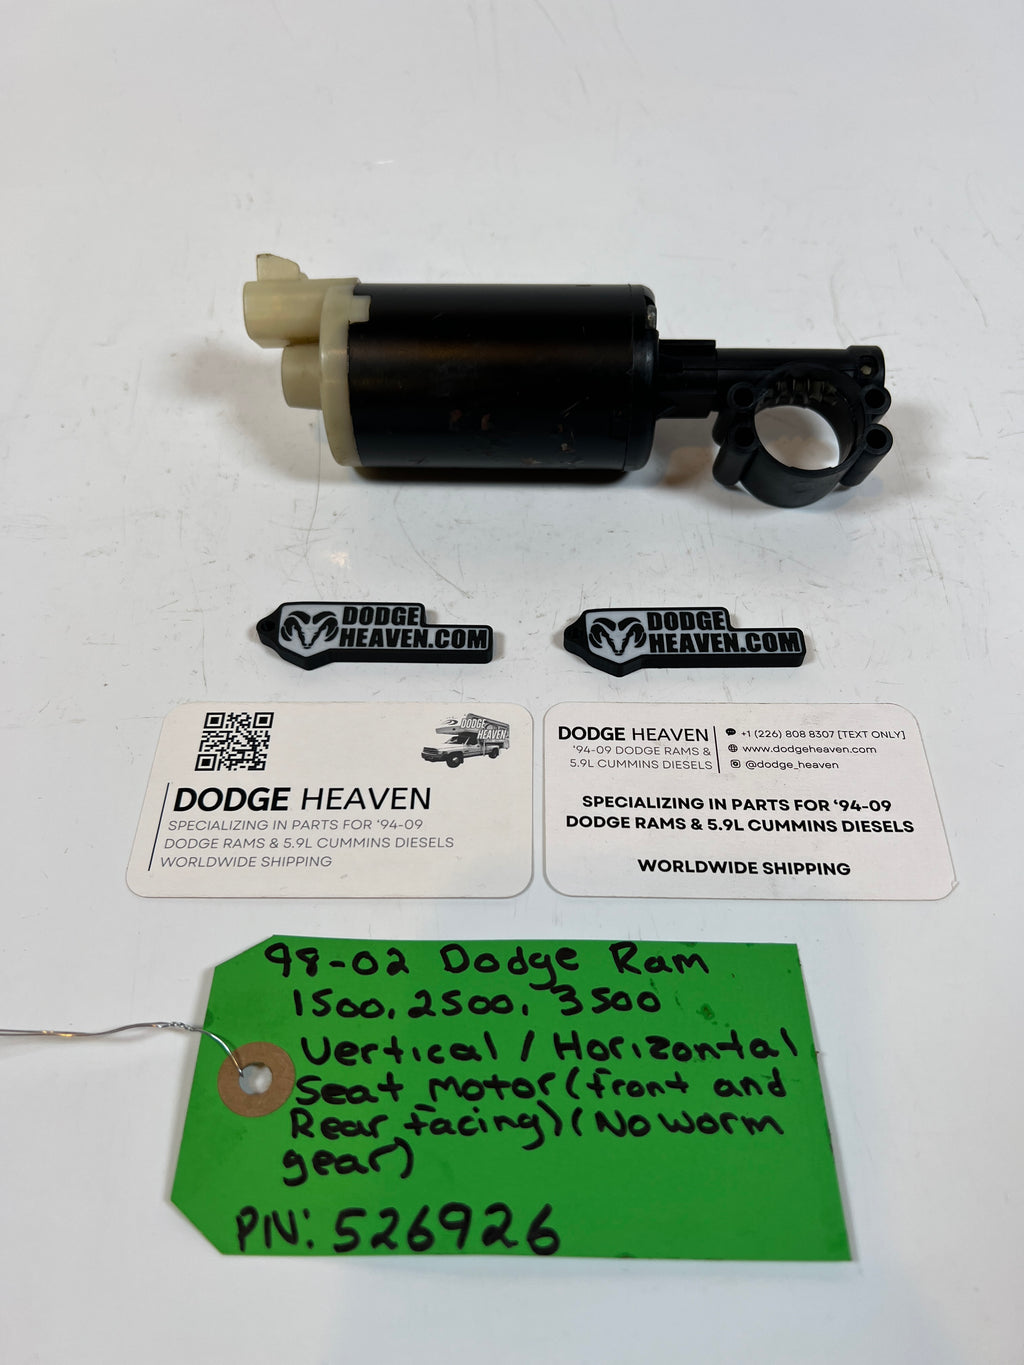 DODGE
HEAVEN.COM
DODGE
HEAVEN.COM
DODGE
HEAVEN
DODGE HEAVEN
SPECIALIZING IN PARTS FOR '94-09
DODGE RAMS & 5.9L CUMMINS DIESELS
WORLDWIDE SHIPPING
DODGE HEAVEN
'94-09 DODGE RAMS &
5.9L CUMMINS DIESELS
+1 (226) 808 8307 [TEXT ONLY]
www.dodgeheaven.com
@dodge_heaven
SPECIALIZING IN PARTS FOR '94-09
DODGE RAMS & 5.9L CUMMINS DIESELS
WORLDWIDE SHIPPING
98-02 Dodge Ram
1500, 2500, 3500
Vertical / Horizontal
Seat Motor (front and
Rear facing) (No worm
gear)
PN: 526926